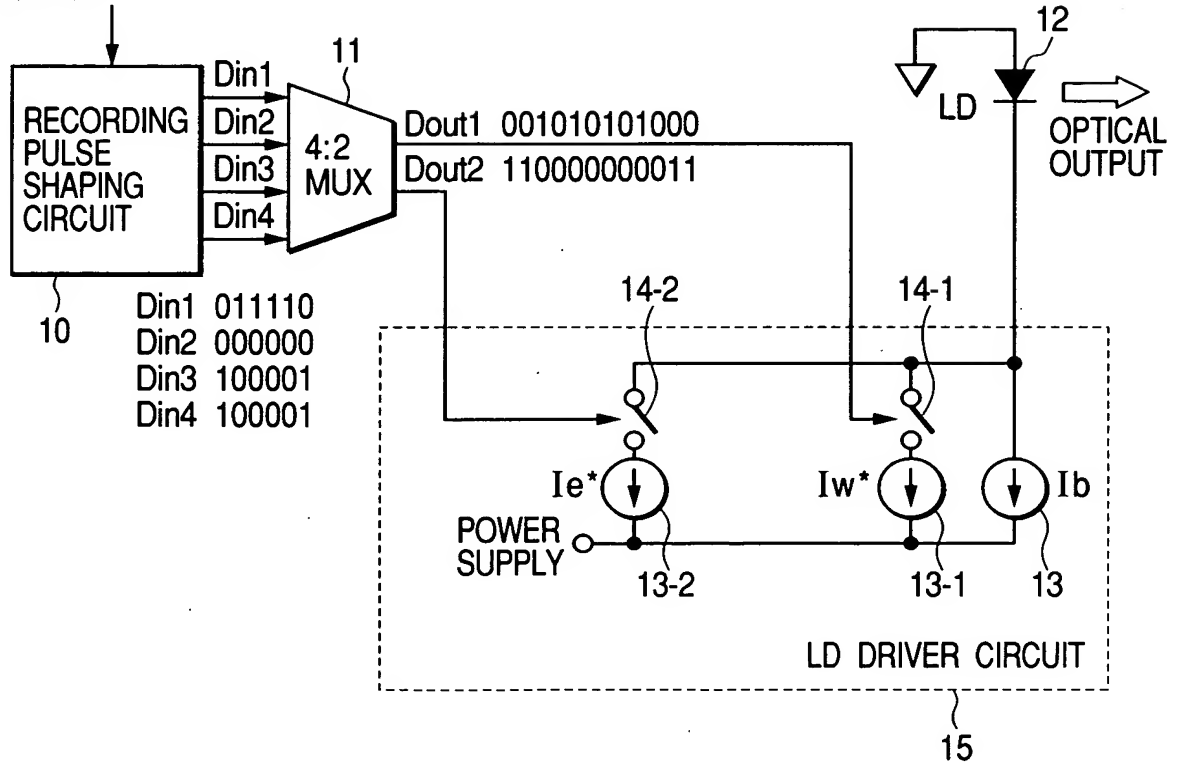 RECORDING
PULSE
SHAPING
CIRCUIT
10
Din1
Din2
Din3
Din4
11
4:2
MUX
Dout1 001010101000
Dout2 110000000011
Din1 011110
Din2 000000
Din3 100001
Din4 100001
12
LD
OPTICAL
OUTPUT
14-2
14-1
Ie*
Iw*
Ib
POWER
SUPPLY
13-2
13-1
13
LD DRIVER CIRCUIT
15